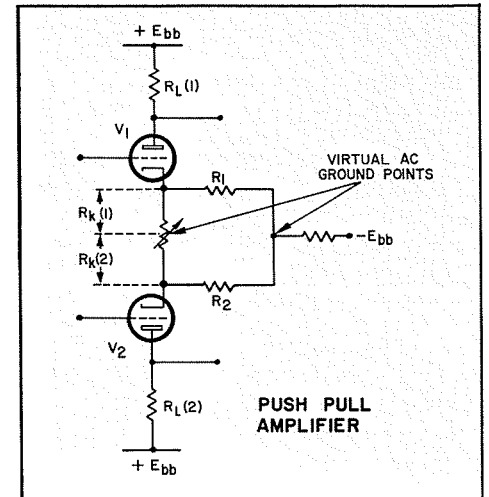 + Ebb
RL(1)
V1
R1
VIRTUAL AC
GROUND POINTS
Rk(1)
-Ebb
Rk(2)
R2
V2
RL(2)
PUSH PULL
AMPLIFIER
+ Ebb